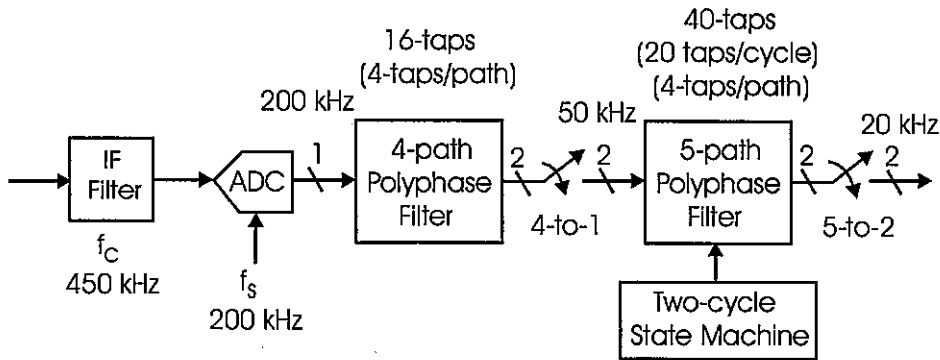 16-taps
(4-taps/path)
40-taps
(20 taps/cycle)
(4-taps/path)
200 kHz
50 kHz
20 kHz
IF
Filter
ADC
1
4-path
Polyphase
Filter
2
2
4-to-1
5-path
Polyphase
Filter
2
2
5-to-2
fC
450 kHz
fs
200 kHz
Two-cycle
State Machine